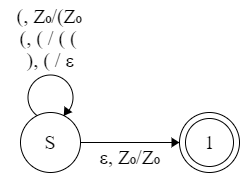 (, Z₀/(Z₀
(, ( / ( (
), ( / ε
S
ε, Z₀/Z₀
1